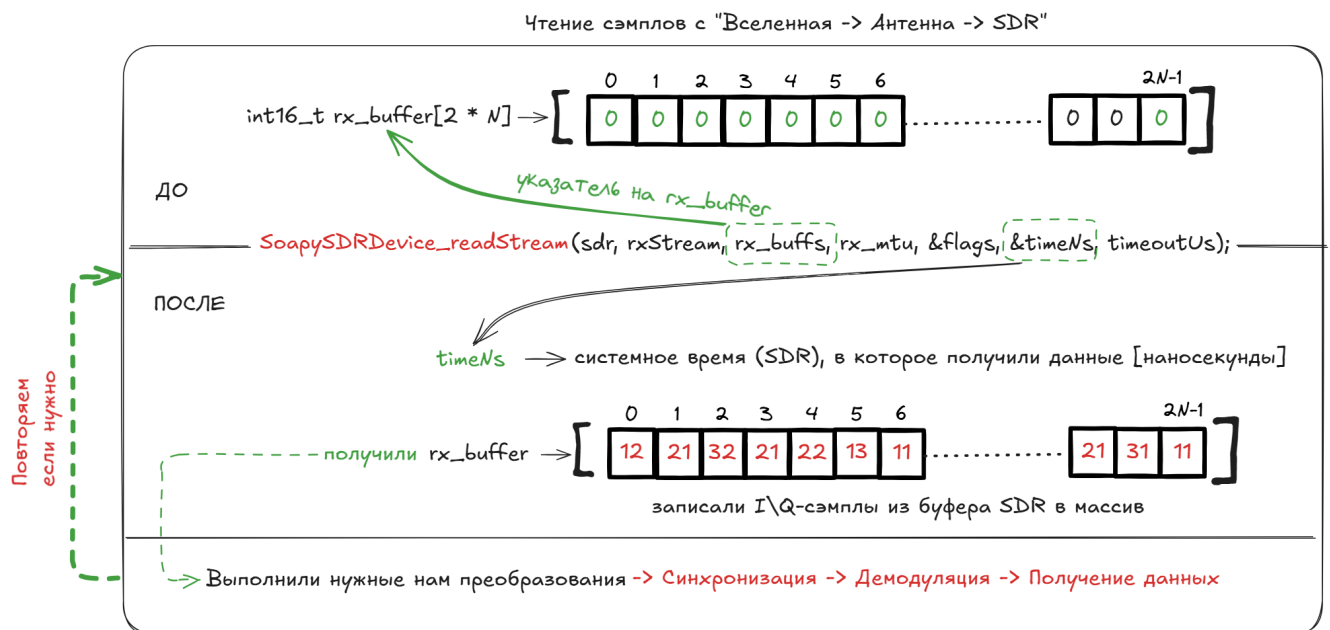 Чтение сэмплов с "Вселенная -> Антенна -> SDR"
0 1 2 3 4 5 6 2N-1
int16_t rx_buffer[2 * N] → [ 0 0 0 0 0 0 0 ........... 0 0 0 ]
указатель на rx_buffer
ДО
SoapySDRDevice_readStream(sdr, rxStream, rx_buffs, rx_mtu, &flags, &timeNs, timeoutUs);
ПОСЛЕ
timeNs → системное время (SDR), в которое получили данные [наносекунды]
Повторяем
если нужно
0 1 2 3 4 5 6 2N-1
получили rx_buffer → [ 12 21 32 21 22 13 11 ........... 21 31 11 ]
записали I\Q-сэмплы из буфера SDR в массив
Выполнили нужные нам преобразования -> Синхронизация -> Демодуляция -> Получение данных